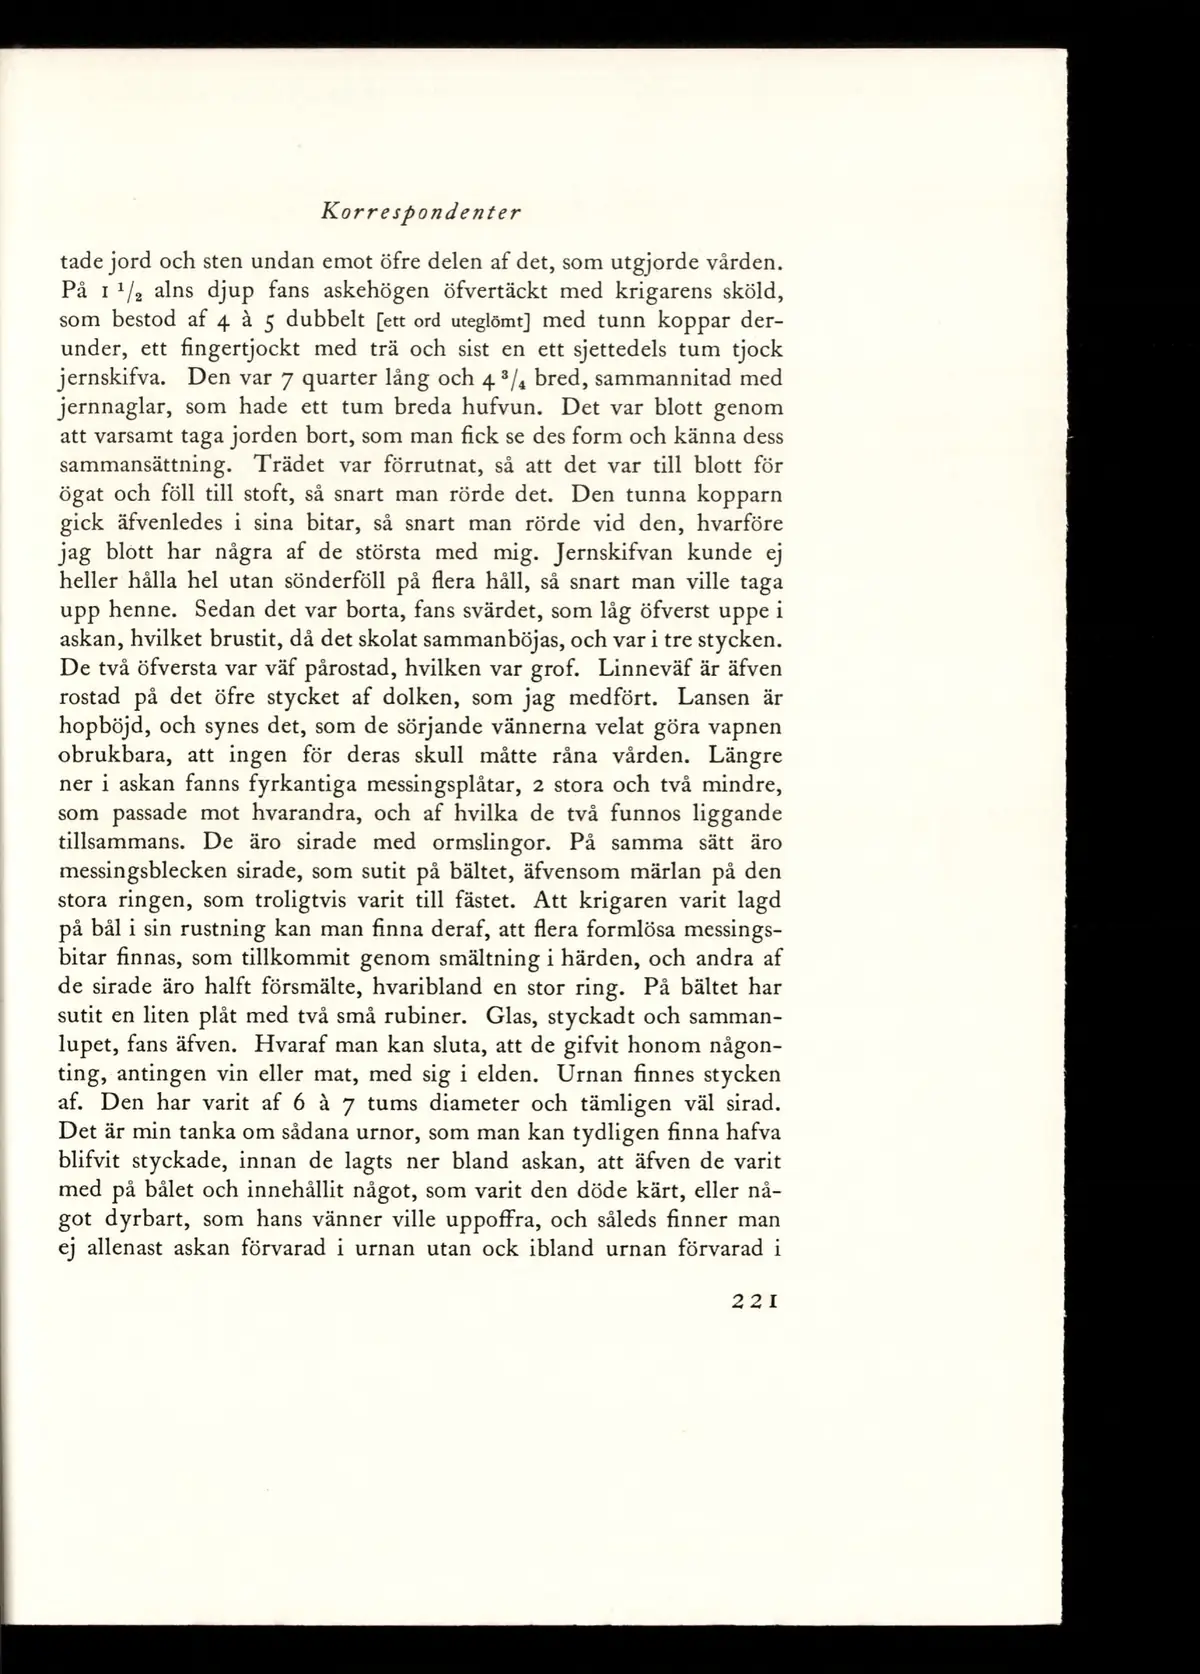 Korrespondenter
tade jord och sten undan emot öfre delen af det, som utgjorde vården.
På 1 1/2 alns djup fans askehögen öfvertäckt med krigarens sköld,
som bestod af 4 à 5 dubbelt [ett ord uteglömt] med tunn koppar der-
under, ett fingertjockt med trä och sist en ett sjettedels tum tjock
jernskifva. Den var 7 quarter lång och 4 3/4 bred, sammannitad med
jernnaglar, som hade ett tum breda hufvun. Det var blott genom
att varsamt taga jorden bort, som man fick se des form och känna dess
sammansättning. Trädet var förrutnat, så att det var till blott för
ögat och föll till stoft, så snart man rörde det. Den tunna kopparn
gick äfvenledes i sina bitar, så snart man rörde vid den, hvarföre
jag blott har några af de största med mig. Jernskifvan kunde ej
heller hålla hel utan sönderföll på flera håll, så snart man ville taga
upp henne. Sedan det var borta, fans svärdet, som låg öfverst uppe i
askan, hvilket brustit, då det skolat sammanböjas, och var i tre stycken.
De två öfversta var väf pårostad, hvilken var grof. Linneväf är äfven
rostad på det öfre stycket af dolken, som jag medfört. Lansen är
hopböjd, och synes det, som de sörjande vännerna velat göra vapnen
obrukbara, att ingen för deras skull måtte råna vården. Längre
ner i askan fanns fyrkantiga messingsplåtar, 2 stora och två mindre,
som passade mot hvarandra, och af hvilka de två funnos liggande
tillsammans. De äro sirade med ormslingor. På samma sätt äro
messingsblecken sirade, som sutit på bältet, äfvensom märlan på den
stora ringen, som troligtvis varit till fästet. Att krigaren varit lagd
på bål i sin rustning kan man finna deraf, att flera formlösa messings-
bitar finnas, som tillkommit genom smältning i härden, och andra af
de sirade äro halft försmälte, hvaribland en stor ring. På bältet har
sutit en liten plåt med två små rubiner. Glas, styckadt och samman-
lupet, fans äfven. Hvaraf man kan sluta, att de gifvit honom någon-
ting, antingen vin eller mat, med sig i elden. Urnan finnes stycken
af. Den har varit af 6 à 7 tums diameter och tämligen väl sirad.
Det är min tanka om sådana urnor, som man kan tydligen finna hafva
blifvit styckade, innan de lagts ner bland askan, att äfven de varit
med på bålet och innehållit något, som varit den döde kärt, eller nå-
got dyrbart, som hans vänner ville uppoffra, och således finner man
ej allenast askan förvarad i urnan utan ock ibland urnan förvarad i
221